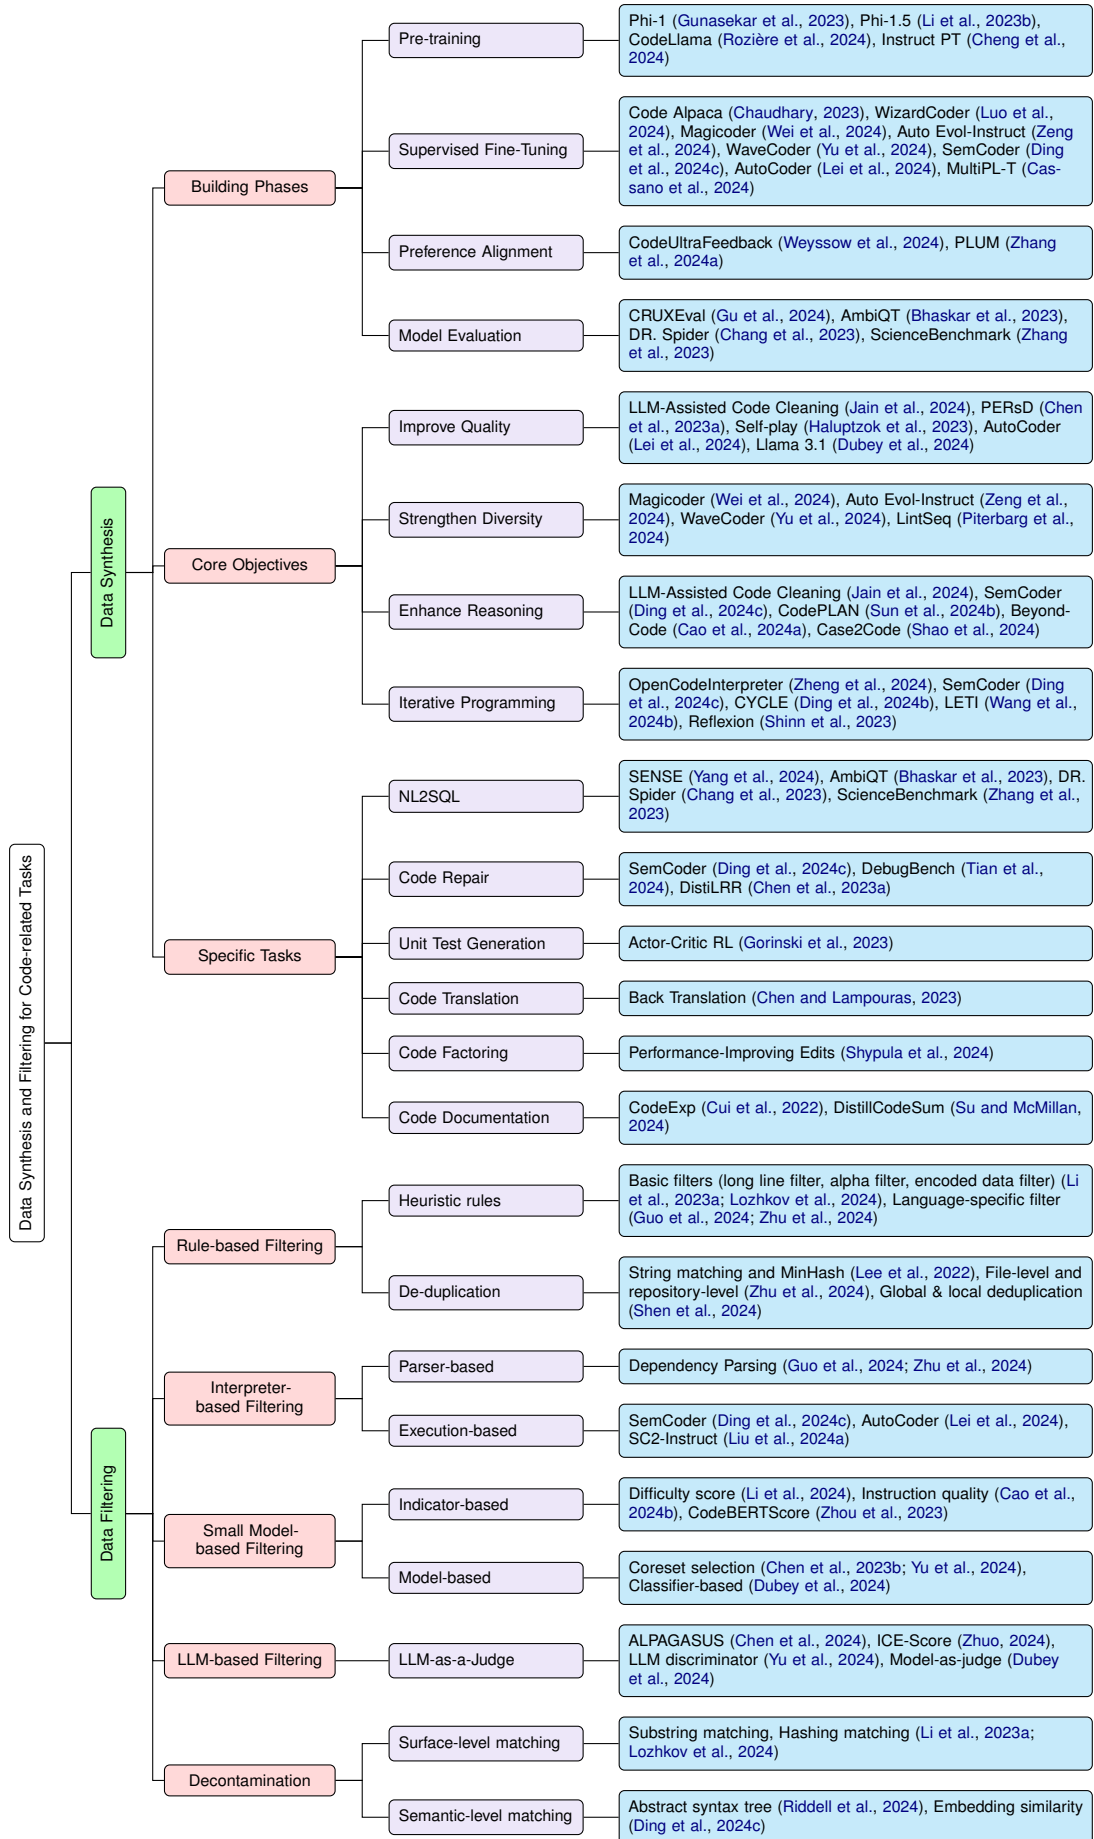 Data Synthesis and Filtering for Code-related Tasks
Data Synthesis
Building Phases
Pre-training
Phi-1 (Gunasekar et al., 2023), Phi-1.5 (Li et al., 2023b),
CodeLlama (Rozière et al., 2024), Instruct PT (Cheng et al.,
2024)
Supervised Fine-Tuning
Code Alpaca (Chaudhary, 2023), WizardCoder (Luo et al.,
2024), Magicoder (Wei et al., 2024), Auto Evol-Instruct (Zeng
et al., 2024), WaveCoder (Yu et al., 2024), SemCoder (Ding
et al., 2024c), AutoCoder (Lei et al., 2024), MultiPL-T (Cas-
sano et al., 2024)
Preference Alignment
CodeUltraFeedback (Weyssow et al., 2024), PLUM (Zhang
et al., 2024a)
Model Evaluation
CRUXEval (Gu et al., 2024), AmbiQT (Bhaskar et al., 2023),
DR. Spider (Chang et al., 2023), ScienceBenchmark (Zhang
et al., 2023)
Core Objectives
Improve Quality
LLM-Assisted Code Cleaning (Jain et al., 2024), PERsD (Chen
et al., 2023a), Self-play (Haluptzok et al., 2023), AutoCoder
(Lei et al., 2024), Llama 3.1 (Dubey et al., 2024)
Strengthen Diversity
Magicoder (Wei et al., 2024), Auto Evol-Instruct (Zeng et al.,
2024), WaveCoder (Yu et al., 2024), LintSeq (Piterbarg et al.,
2024)
Enhance Reasoning
LLM-Assisted Code Cleaning (Jain et al., 2024), SemCoder
(Ding et al., 2024c), CodePLAN (Sun et al., 2024b), Beyond-
Code (Cao et al., 2024a), Case2Code (Shao et al., 2024)
Iterative Programming
OpenCodeInterpreter (Zheng et al., 2024), SemCoder (Ding
et al., 2024c), CYCLE (Ding et al., 2024b), LETI (Wang et al.,
2024b), Reflexion (Shinn et al., 2023)
Specific Tasks
NL2SQL
SENSE (Yang et al., 2024), AmbiQT (Bhaskar et al., 2023), DR.
Spider (Chang et al., 2023), ScienceBenchmark (Zhang et al.,
2023)
Code Repair
SemCoder (Ding et al., 2024c), DebugBench (Tian et al.,
2024), DistiLRR (Chen et al., 2023a)
Unit Test Generation
Actor-Critic RL (Gorinski et al., 2023)
Code Translation
Back Translation (Chen and Lampouras, 2023)
Code Factoring
Performance-Improving Edits (Shypula et al., 2024)
Code Documentation
CodeExp (Cui et al., 2022), DistillCodeSum (Su and McMillan,
2024)
Data Filtering
Rule-based Filtering
Heuristic rules
Basic filters (long line filter, alpha filter, encoded data filter) (Li
et al., 2023a; Lozhkov et al., 2024), Language-specific filter
(Guo et al., 2024; Zhu et al., 2024)
De-duplication
String matching and MinHash (Lee et al., 2022), File-level and
repository-level (Zhu et al., 2024), Global & local deduplication
(Shen et al., 2024)
Interpreter-
based Filtering
Parser-based
Dependency Parsing (Guo et al., 2024; Zhu et al., 2024)
Execution-based
SemCoder (Ding et al., 2024c), AutoCoder (Lei et al., 2024),
SC2-Instruct (Liu et al., 2024a)
Small Model-
based Filtering
Indicator-based
Difficulty score (Li et al., 2024), Instruction quality (Cao et al.,
2024b), CodeBERTScore (Zhou et al., 2023)
Model-based
Coreset selection (Chen et al., 2023b; Yu et al., 2024),
Classifier-based (Dubey et al., 2024)
LLM-based Filtering
LLM-as-a-Judge
ALPAGASUS (Chen et al., 2024), ICE-Score (Zhuo, 2024),
LLM discriminator (Yu et al., 2024), Model-as-judge (Dubey
et al., 2024)
Decontamination
Surface-level matching
Substring matching, Hashing matching (Li et al., 2023a;
Lozhkov et al., 2024)
Semantic-level matching
Abstract syntax tree (Riddell et al., 2024), Embedding similarity
(Ding et al., 2024c)